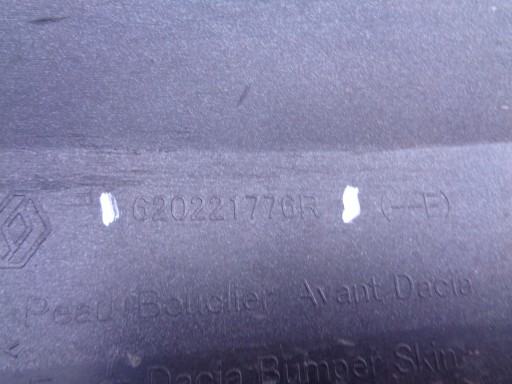 620221776R (--E)
Peau Bouclier Avant Dacia
Dacia Bumper Skin